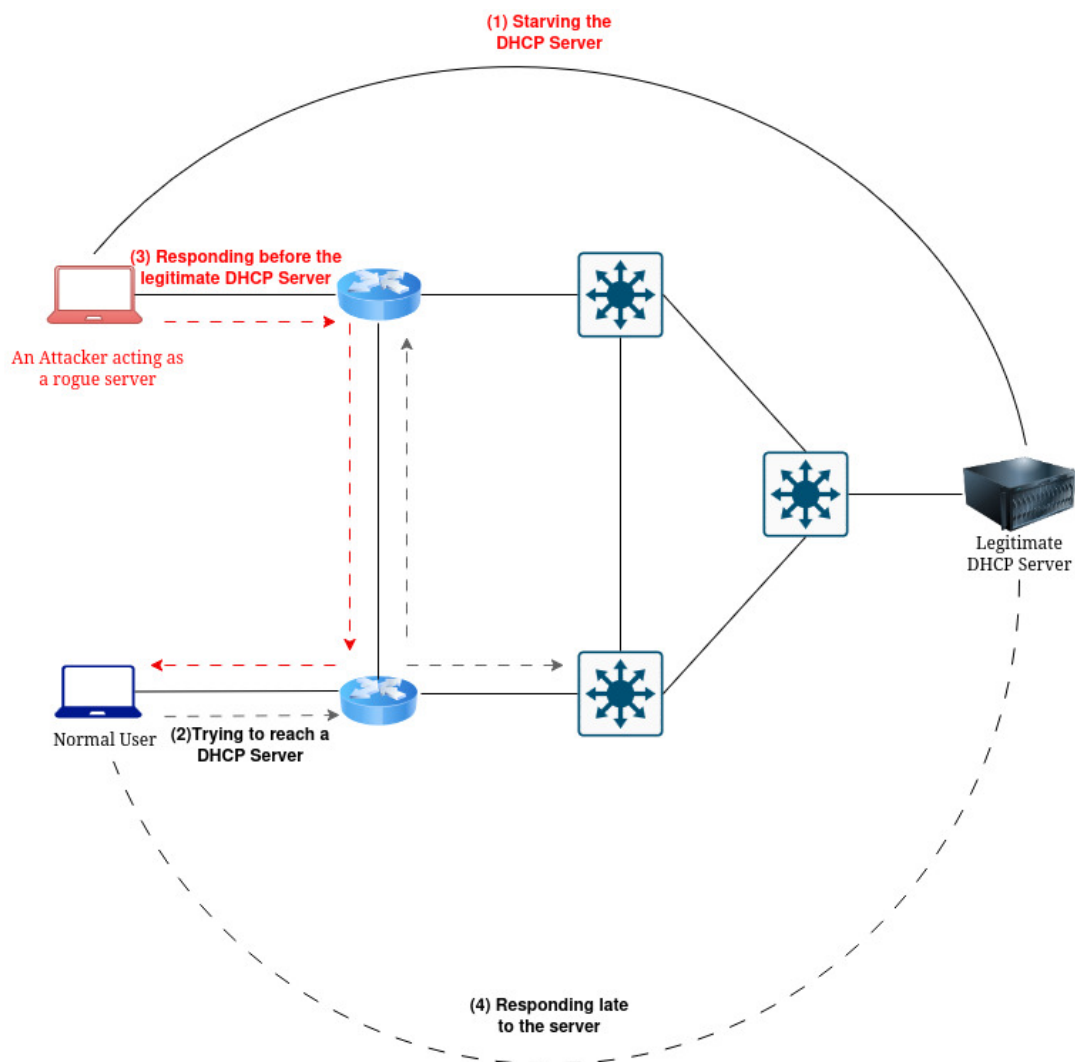 (1) Starving the
DHCP Server
(3) Responding before the
legitimate DHCP Server
An Attacker acting as
a rogue server
Legitimate
DHCP Server
Normal User
(2)Trying to reach a
DHCP Server
(4) Responding late
to the server